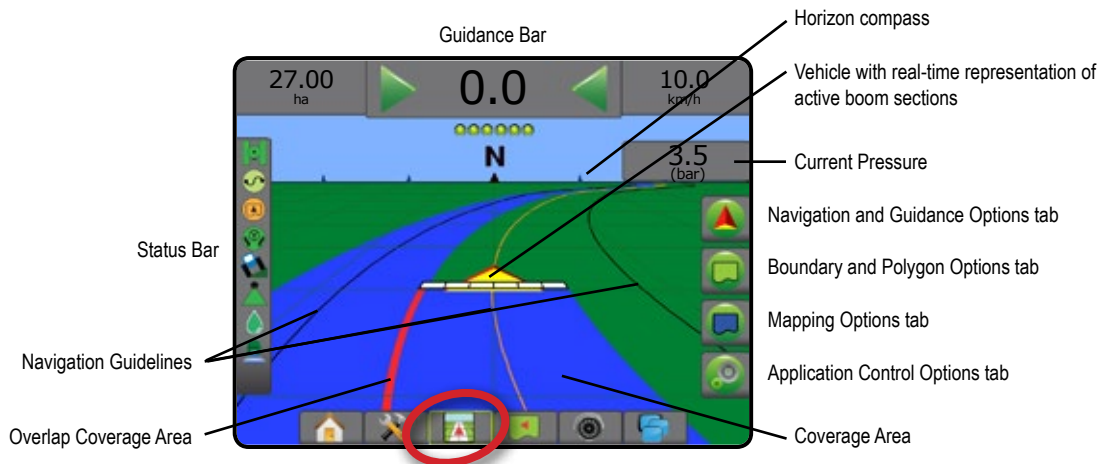 Guidance Bar
Horizon compass
Vehicle with real-time representation of
active boom sections
27.00
ha
0.0
10.0
km/h
N
3.5
(bar)
Current Pressure
Navigation and Guidance Options tab
Status Bar
Boundary and Polygon Options tab
Mapping Options tab
Navigation Guidelines
Application Control Options tab
Overlap Coverage Area
Coverage Area